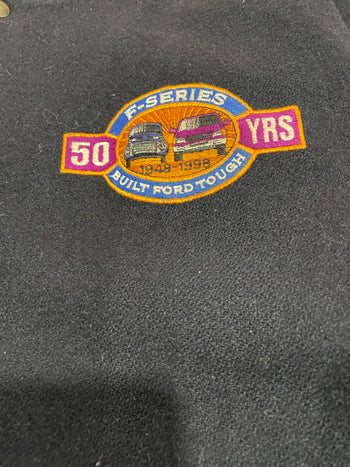 F-SERIES
50 YRS
1948-1998
BUILT FORD TOUGH